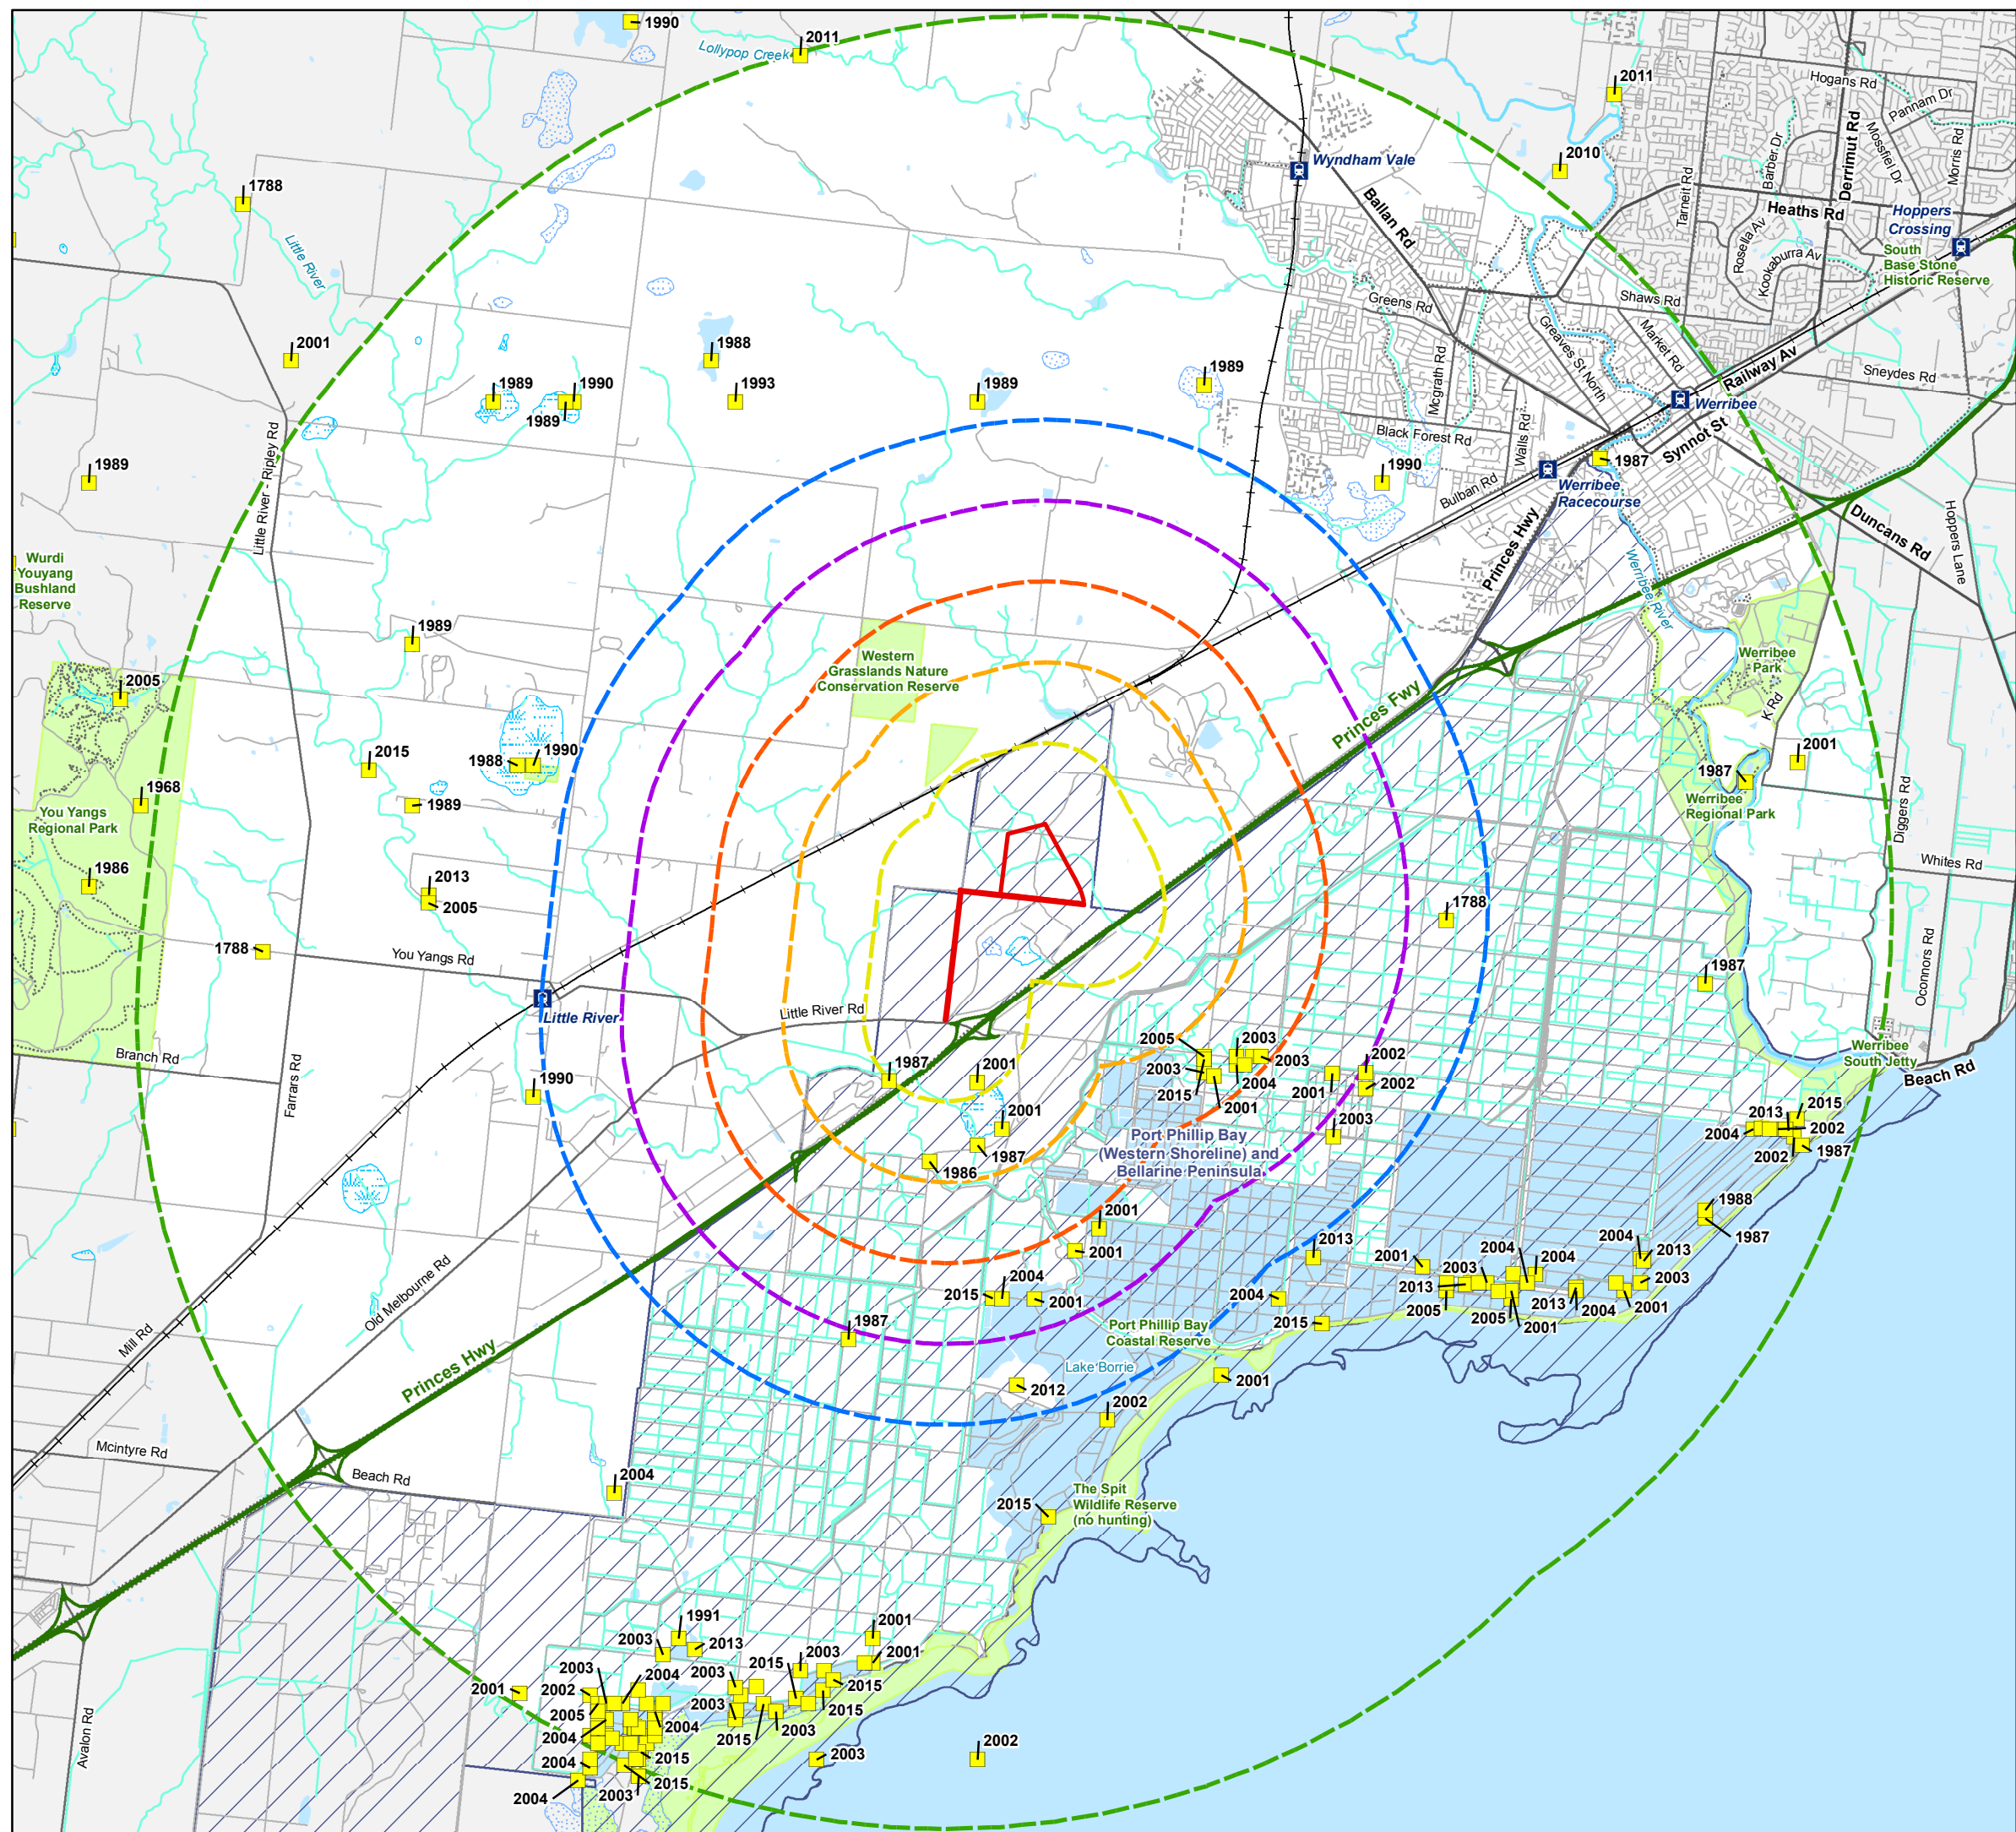 1990
2011
Lollypop Creek
2011
Hogans Rd
Pannam Dr
Mossfiel Dr
Morris Rd
Derrimut Rd
Barber Dr
Tarneit Rd
Wyndham Vale
2010
1788
Little River
Ballan Rd
Heaths Rd
Hoppers
Crossing
South
Base Stone
Historic Reserve
Rosella Av
Kookaburra Av
Greens Rd
Shaws Rd
Market Rd
Greaves St North
Railway Av
Sneydes Rd
2001
1988
1989
1990
1989
1993
1989
1989
Mcgrath Rd
Werribee
Black Forest Rd
Walls Rd
Synnot St
1989
Little River - Ripley Rd
1990
Bulban Rd
Werribee
Racecourse
1987
Princes Hwy
Duncans Rd
Hoppers Lane
Wurdi
Youyang
Bushland
Reserve
Werribee River
1989
Western
Grasslands Nature
Conservation Reserve
Werribee
Park
K Rd
2005
2015
1988
1990
Princes Fwy
2001
1987
Werribee
Regional Park
1968
1989
You Yangs
Regional Park
Diggers Rd
Whites Rd
1986
2013
2005
1788
1788
You Yangs Rd
Oconnors Rd
1987
Little River
Little River Rd
Branch Rd
Farrars Rd
1990
1987
2001
2001
1987
1986
2005
2003
2015
2001
2003
2003
2004
2001
2002
2002
2003
Werribee
South Jetty
Beach Rd
Port Phillip Bay
(Western Shoreline) and
Bellarine Peninsula
2013
2015
2004
2002
2002
1987
2001
2001
1988
1987
2013
2001
2003
2004
2004
2004
2013
2003
2013
2005
2005
2001
2013
2004
2001
2015
2004
2001
2004
2015
Old Melbourne Rd
1987
Port Phillip Bay
Coastal Reserve
Lake Borrie
Mill Rd
Princes Hwy
2012
2001
2002
Mcintyre Rd
Beach Rd
2004
2015
The Spit
Wildlife Reserve
(no hunting)
1991
2003
2013
2001
2001
2003
2004
2003
2015
2003
2015
2001
2002
2005
2004
2004
2003
2015
2015
2003
2015
2004
2015
2015
2003
2004
2003
2002
Avalon Rd